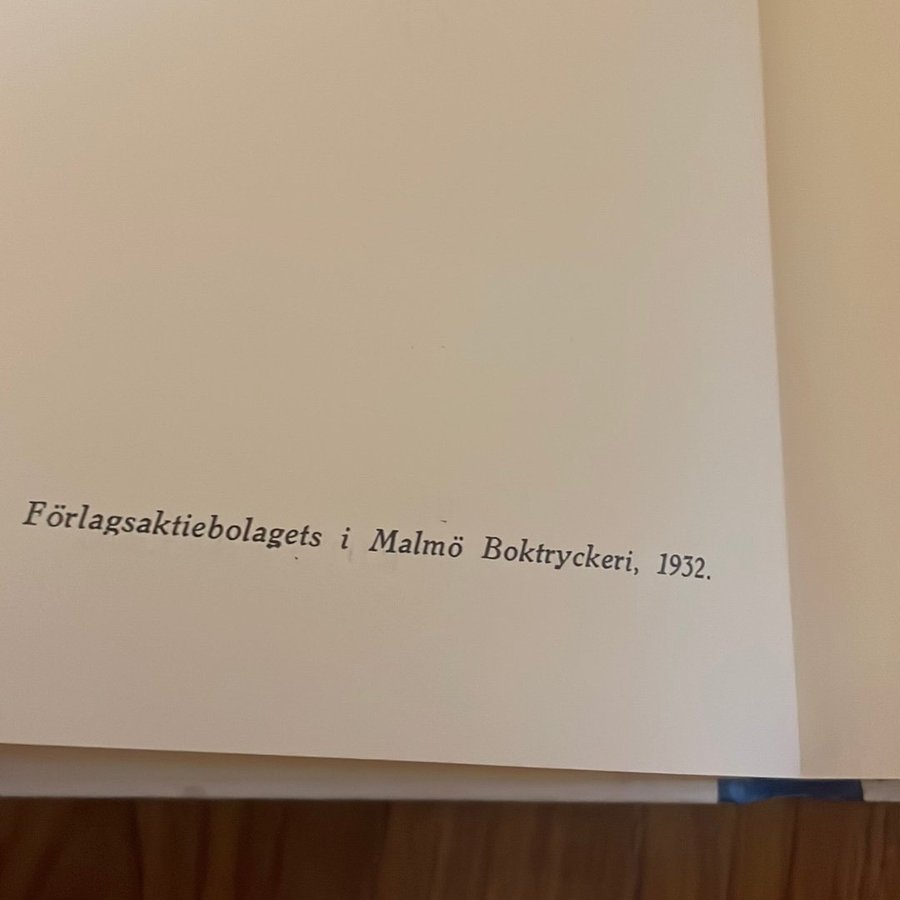 Förlagsaktiebolagets i Malmö Boktryckeri, 1932.